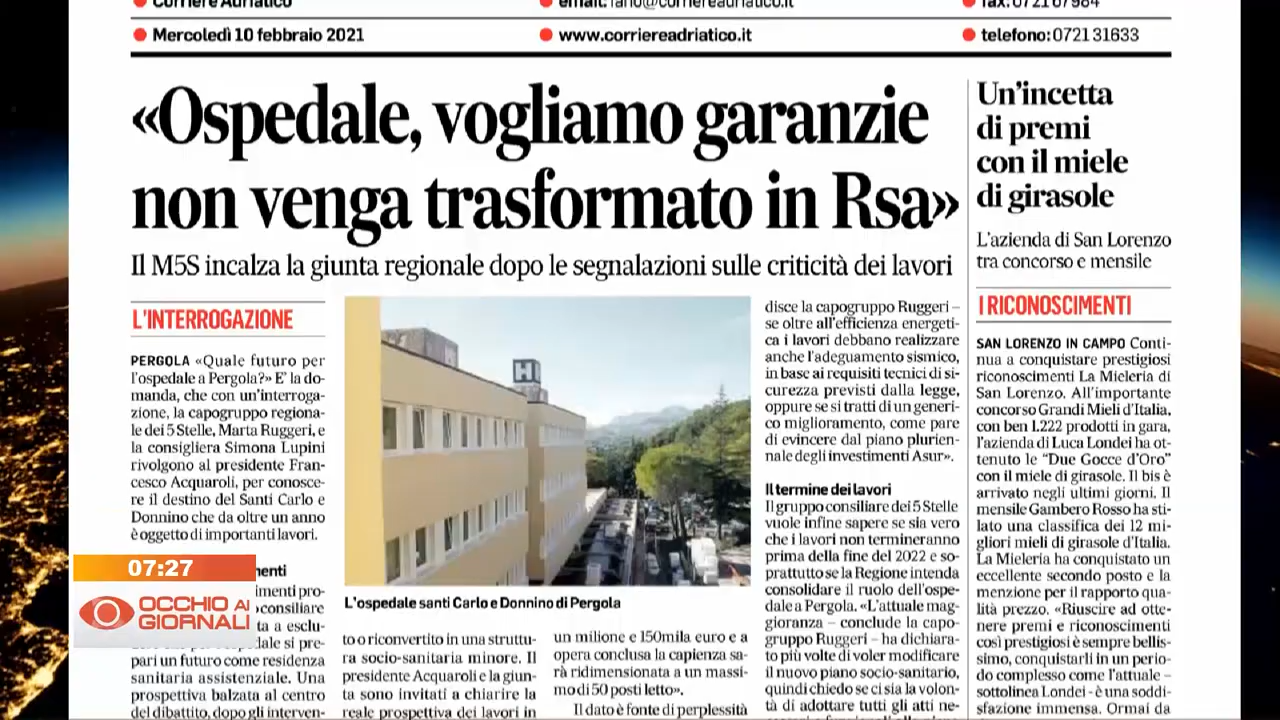 Corriere Adriatico
email: fano@corriereadriatico.it
fax: 0721 67984
Mercoledì 10 febbraio 2021
www.corriereadriatico.it
telefono: 0721 31633
«Ospedale, vogliamo garanzie
non venga trasformato in Rsa»
Il M5S incalza la giunta regionale dopo le segnalazioni sulle criticità dei lavori
L'INTERROGAZIONE
PERGOLA «Quale futuro per
l'ospedale a Pergola?» E' la do-
manda, che con un'interroga-
zione, la capogruppo regiona-
le dei 5 Stelle, Marta Ruggeri, e
la consigliera Simona Lupini
rivolgono al presidente Fran-
cesco Acquaroli, per conosce-
re il destino del Santi Carlo e
Donnino che da oltre un anno
è oggetto di importanti lavori.
menti
imenti pro-
consiliare
ta a esclu-
dale si pre-
pari un futuro come residenza
sanitaria assistenziale. Una
prospettiva balzata al centro
del dibattito, dopo gli interven-
H
L'ospedale santi Carlo e Donnino di Pergola
to o riconvertito in una struttu-
ra socio-sanitaria minore. Il
presidente Acquaroli e la giun-
ta sono invitati a chiarire la
reale prospettiva dei lavori in
un milione e 150mila euro e a
opera conclusa la capienza sa-
rà ridimensionata a un massi-
mo di 50 posti letto».
Il dato è fonte di perplessità
disce la capogruppo Ruggeri –
se oltre all'efficienza energeti-
ca i lavori debbano realizzare
anche l'adeguamento sismico,
in base ai requisiti tecnici di si-
curezza previsti dalla legge,
oppure se si tratti di un generi-
co miglioramento, come pare
di evincere dal piano plurien-
nale degli investimenti Asur».
Il termine dei lavori
Il gruppo consiliare dei 5 Stelle
vuole infine sapere se sia vero
che i lavori non termineranno
prima della fine del 2022 e so-
prattutto se la Regione intenda
consolidare il ruolo dell'ospe-
dale a Pergola. «L'attuale mag-
gioranza – conclude la capo-
gruppo Ruggeri – ha dichiara-
to più volte di voler modificare
il nuovo piano socio-sanitario,
quindi chiedo se ci sia la volon-
tà di adottare tutti gli atti ne-
Un'incetta
di premi
con il miele
di girasole
L'azienda di San Lorenzo
tra concorso e mensile
I RICONOSCIMENTI
SAN LORENZO IN CAMPO Conti-
nua a conquistare prestigiosi
riconoscimenti La Mieleria di
San Lorenzo. All'importante
concorso Grandi Mieli d'Italia,
con ben 1.222 prodotti in gara,
l'azienda di Luca Londei ha ot-
tenuto le “Due Gocce d'Oro”
con il miele di girasole. Il bis è
arrivato negli ultimi giorni. Il
mensile Gambero Rosso ha sti-
lato una classifica dei 12 mi-
gliori mieli di girasole d'Italia.
La Mieleria ha conquistato un
eccellente secondo posto e la
menzione per il rapporto qua-
lità prezzo. «Riuscire ad otte-
nere premi e riconoscimenti
così prestigiosi è sempre bellis-
simo, conquistarli in un perio-
do complesso come l'attuale –
sottolinea Londei - è una soddi-
sfazione immensa. Ormai da
07:27
OCCHIO AI
GIORNALI